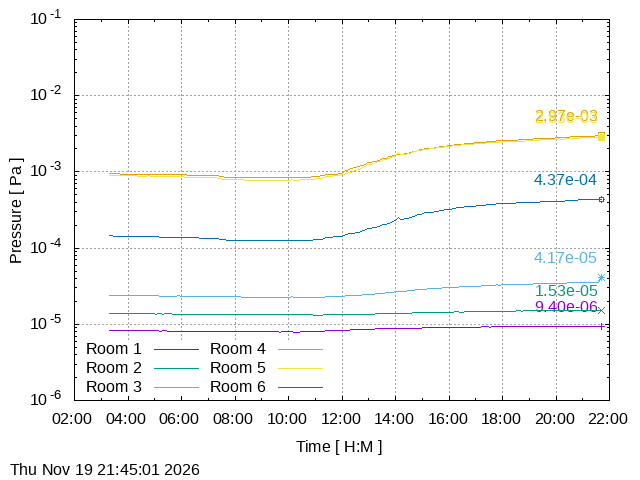 10^-1
10^-2
10^-3
10^-4
10^-5
10^-6
Pressure [ Pa ]
2.97e-03
4.37e-04
4.17e-05
1.53e-05
9.40e-06
Room 1 Room 4
Room 2 Room 5
Room 3 Room 6
02:00 04:00 06:00 08:00 10:00 12:00 14:00 16:00 18:00 20:00 22:00
Time [ H:M ]
Thu Nov 19 21:45:01 2026